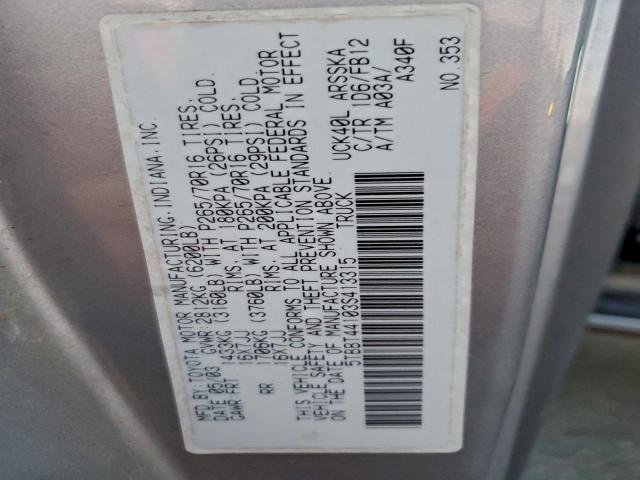 MFD.BY:TOYOTA MOTOR MANUFACTURING,INDIANA.INC.
DATE 05/03 GVWR:2812KG (6200LB)
GAWR FRT 1433KG (3160LB) WITH P265/70R16 TIRES.
16X7JJ RIMS. AT 180KPA (26PSI) COLD.
RR 1706KG (3760LB) WITH P265/70R16 TIRES.
16X7JJ RIMS. AT 200KPA (29PSI) COLD.
THIS VEHICLE CONFORMS TO ALL APPLICABLE FEDERAL MOTOR
VEHICLE SAFETY AND THEFT PREVENTION STANDARDS IN EFFECT
ON THE DATE OF MANUFACTURE SHOWN ABOVE.
5TBBT44103S413315 TRUCK
UCK40L ARSSKA
C/TR 1D6/FB12
A/TM A03A/
A340F
NO.353